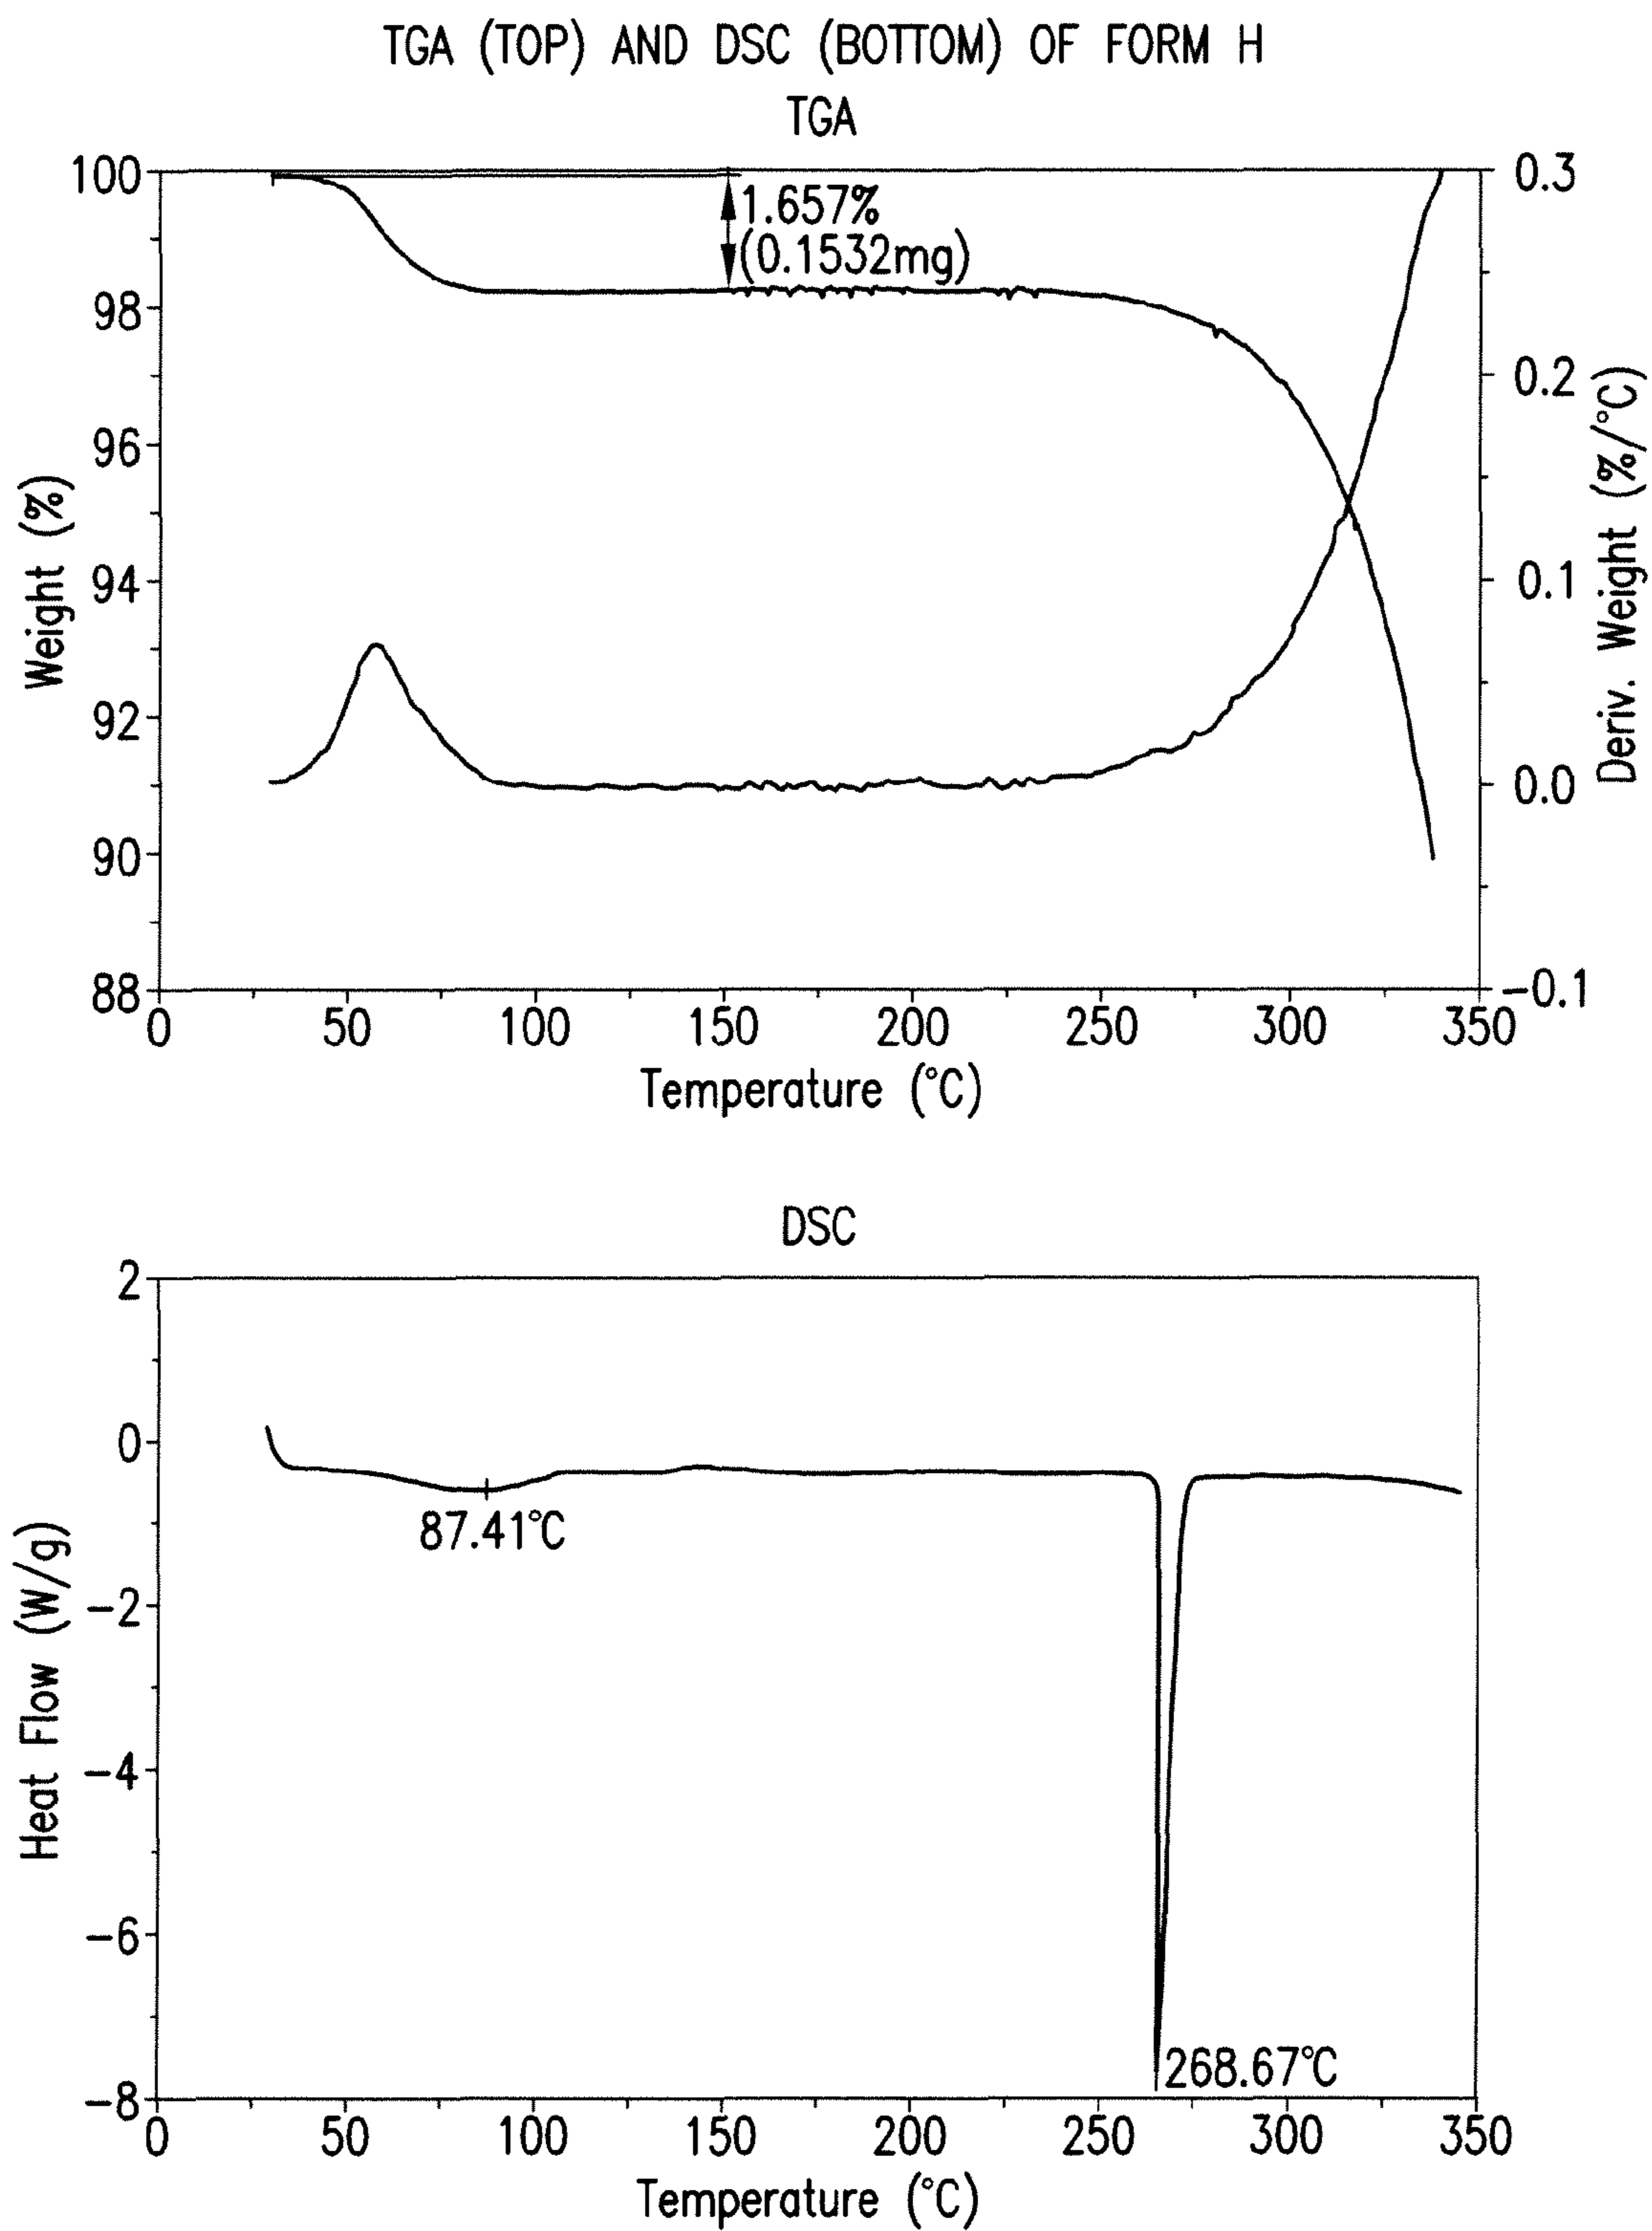 TGA (TOP) AND DSC (BOTTOM) OF FORM H
TGA
100
98
96
94
92
90
88
Weight (%)
1.657%
(0.1532mg)
0.3
0.2
0.1
0.0
-0.1
Deriv. Weight (%/°C)
0 50 100 150 200 250 300 350
Temperature (°C)
DSC
2
0
-2
-4
-6
-8
Heat Flow (W/g)
87.41°C
268.67°C
0 50 100 150 200 250 300 350
Temperature (°C)